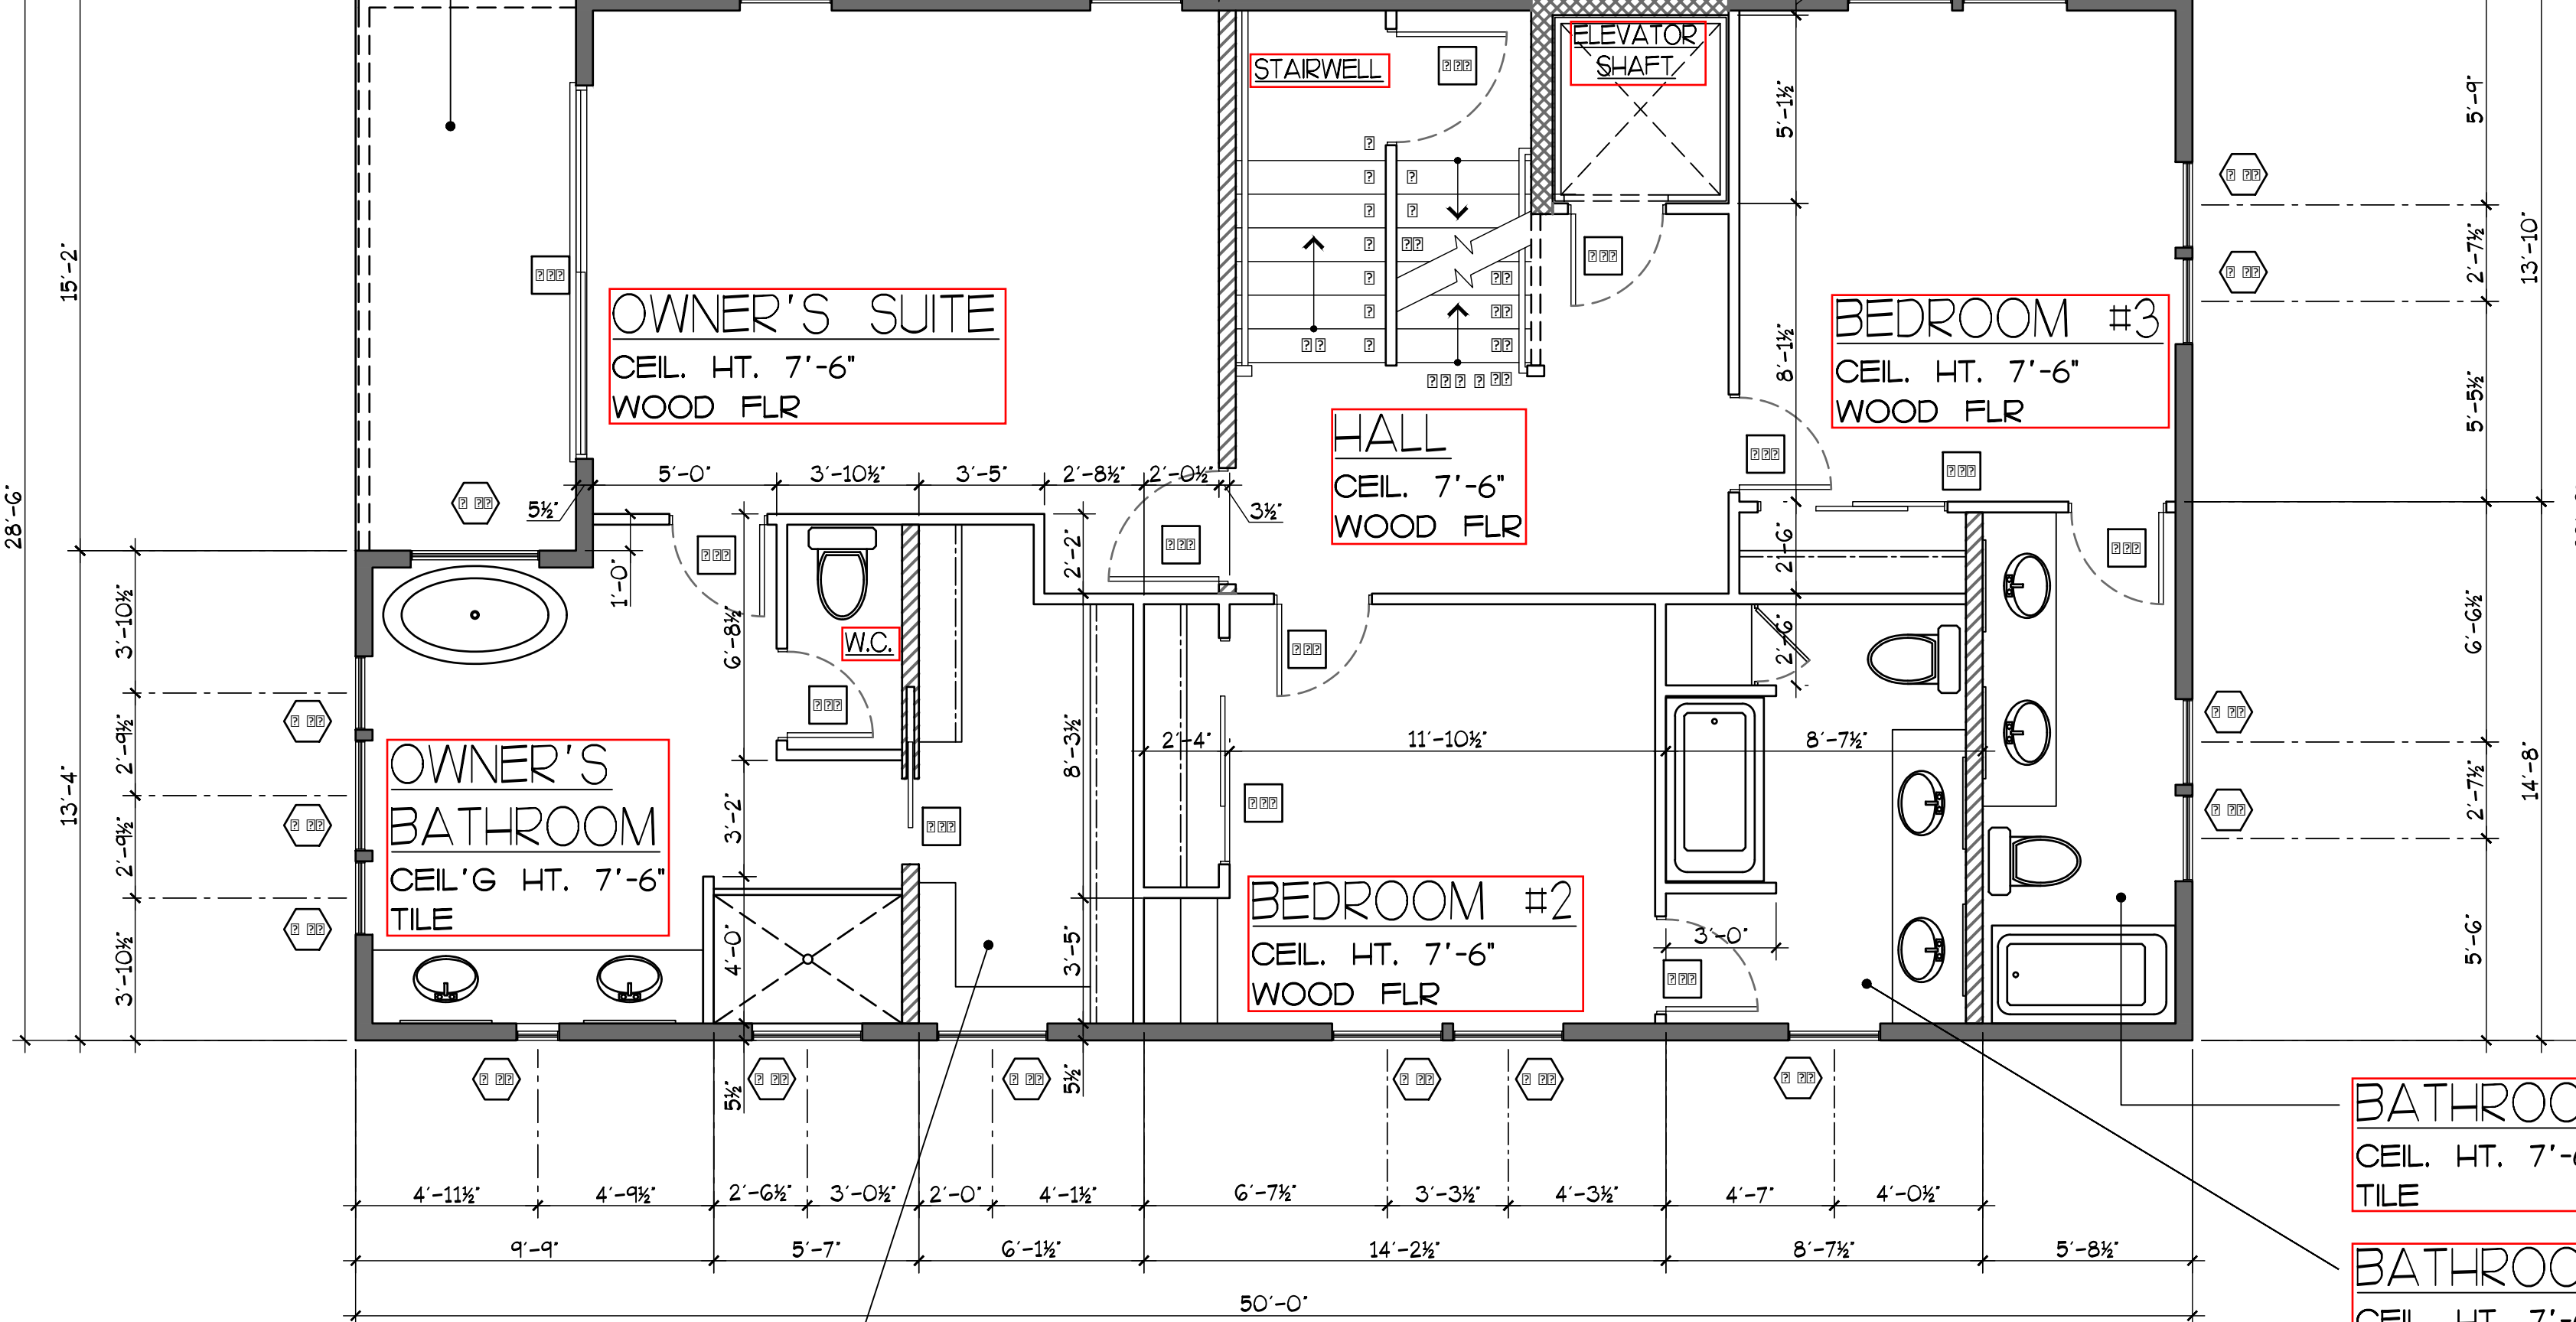 ELEVATOR
SHAFT
STAIRWELL
5'-1½"
5'-9"
15'-2"
2'-7½"
13'-10"
OWNER'S SUITE
CEIL. HT. 7'-6"
WOOD FLR
BEDROOM #3
CEIL. HT. 7'-6"
WOOD FLR
8'-1½"
5'-5½"
HALL
CEIL. 7'-6"
WOOD FLR
5'-0"
3'-10½"
3'-5"
2'-8½"
2'-0½"
5½"
3½"
28'-6"
1'-0"
2'-2"
2'-6"
3'-10½"
6'-8½"
W.C.
2'-6"
6'-6½"
2'-9½"
8'-3½"
2'-4"
11'-10½"
8'-7½"
13'-4"
OWNER'S
BATHROOM
CEIL'G HT. 7'-6"
TILE
3'-2"
2'-7½"
14'-8"
2'-9½"
BEDROOM #2
CEIL. HT. 7'-6"
WOOD FLR
3'-10½"
4'-0"
3'-5"
3'-0"
5'-6"
5½"
5½"
CEIL. HT.
TILE
4'-11½"
4'-9½"
2'-6½"
3'-0½"
2'-0"
4'-1½"
6'-7½"
3'-3½"
4'-3½"
4'-7"
4'-0½"
9'-9"
5'-7"
6'-1½"
14'-2½"
8'-7½"
5'-8½"
50'-0"